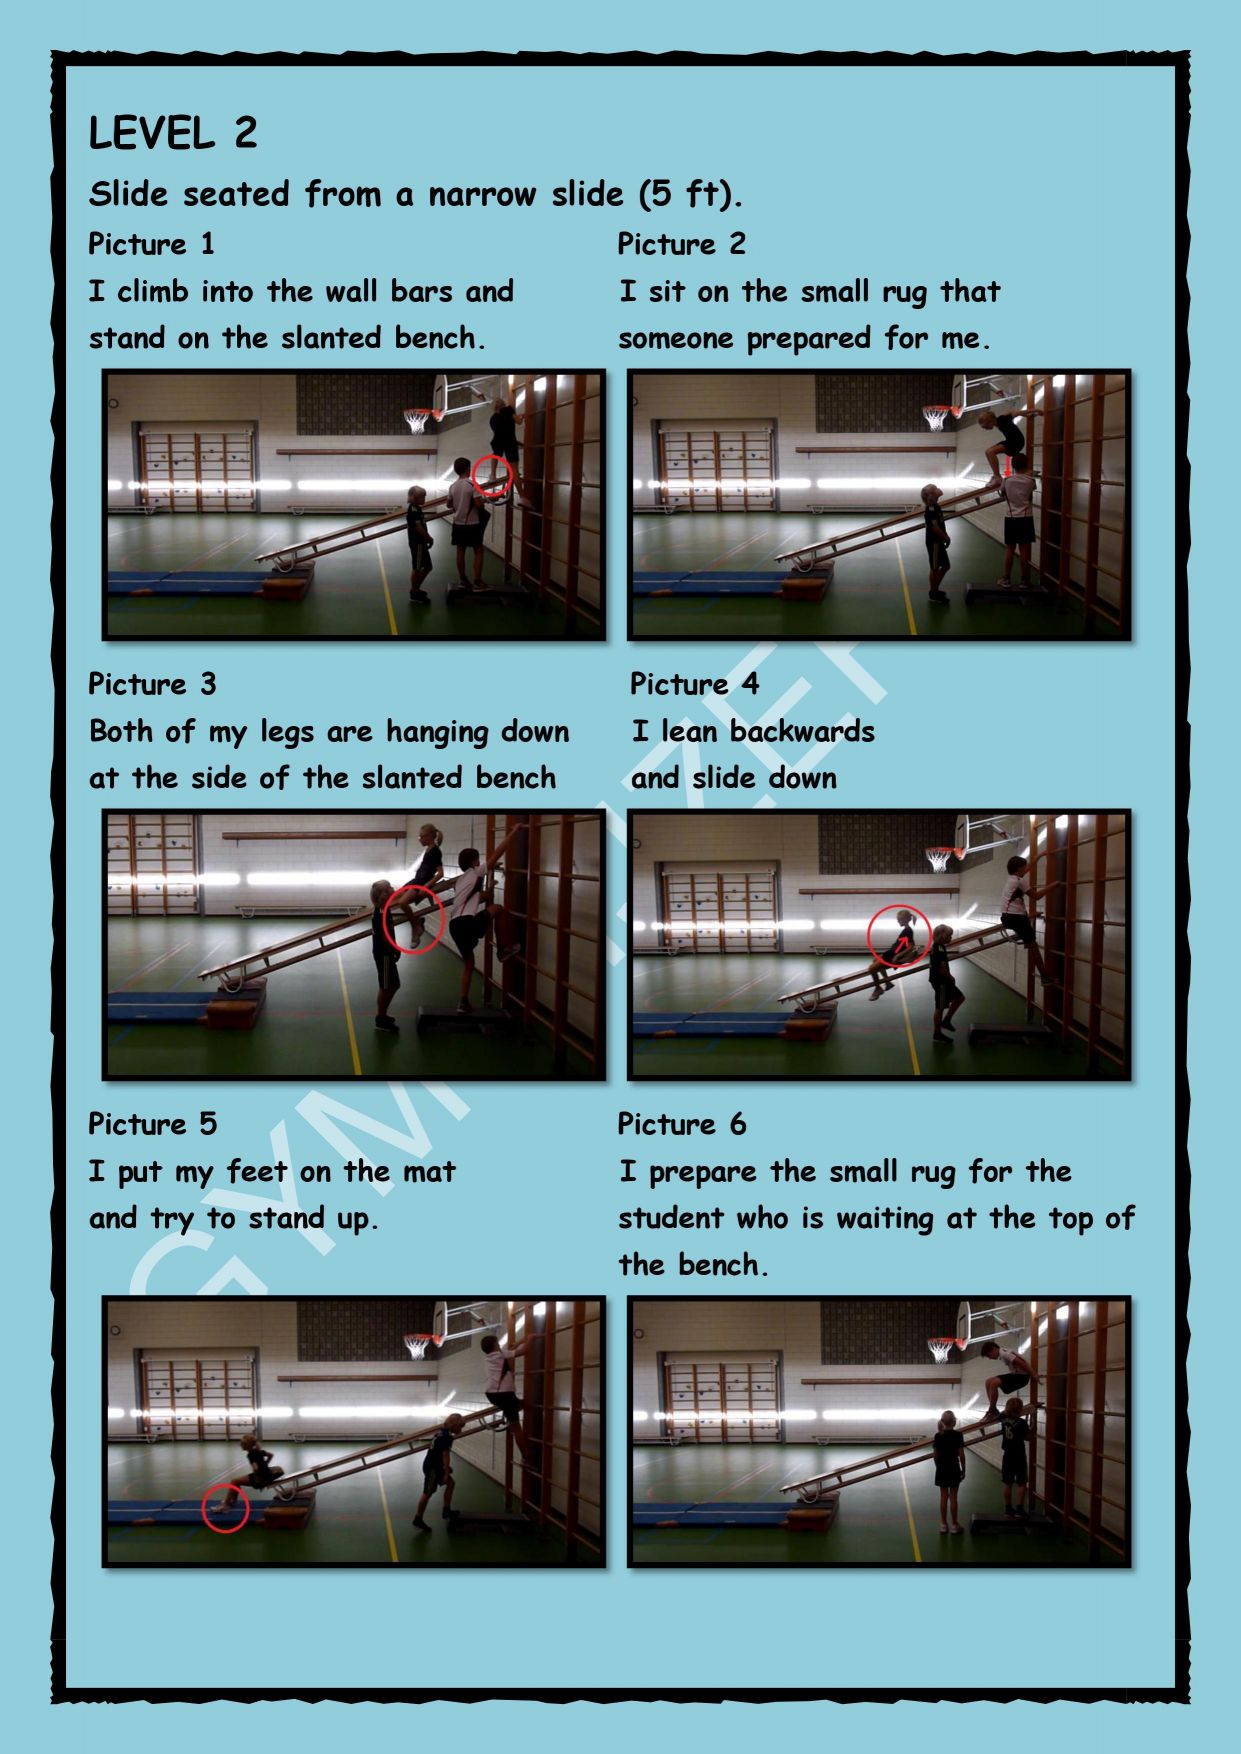 LEVEL 2
Slide seated from a narrow slide (5 ft).
Picture 1
I climb into the wall bars and
stand on the slanted bench.
Picture 2
I sit on the small rug that
someone prepared for me.
Picture 3
Both of my legs are hanging down
at the side of the slanted bench
Picture 4
I lean backwards
and slide down
Picture 5
I put my feet on the mat
and try to stand up.
Picture 6
I prepare the small rug for the
student who is waiting at the top of
the bench.